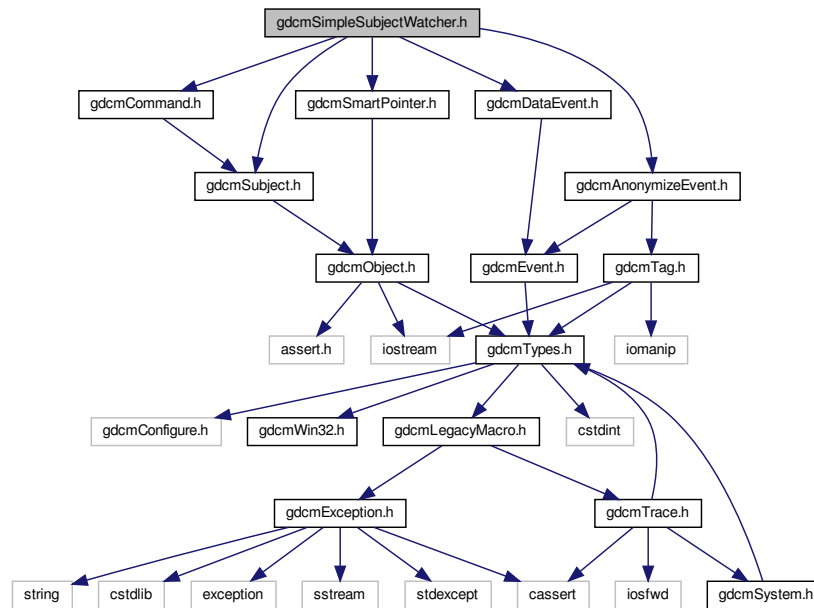 gdcmSimpleSubjectWatcher.h
gdcmCommand.h
gdcmSmartPointer.h
gdcmDataEvent.h
gdcmSubject.h
gdcmAnonymizeEvent.h
gdcmObject.h
gdcmEvent.h
gdcmTag.h
assert.h
iostream
gdcmTypes.h
iomanip
gdcmConfigure.h
gdcmWin32.h
gdcmLegacyMacro.h
cstdint
gdcmException.h
gdcmTrace.h
string
cstdlib
exception
sstream
stdexcept
cassert
iosfwd
gdcmSystem.h